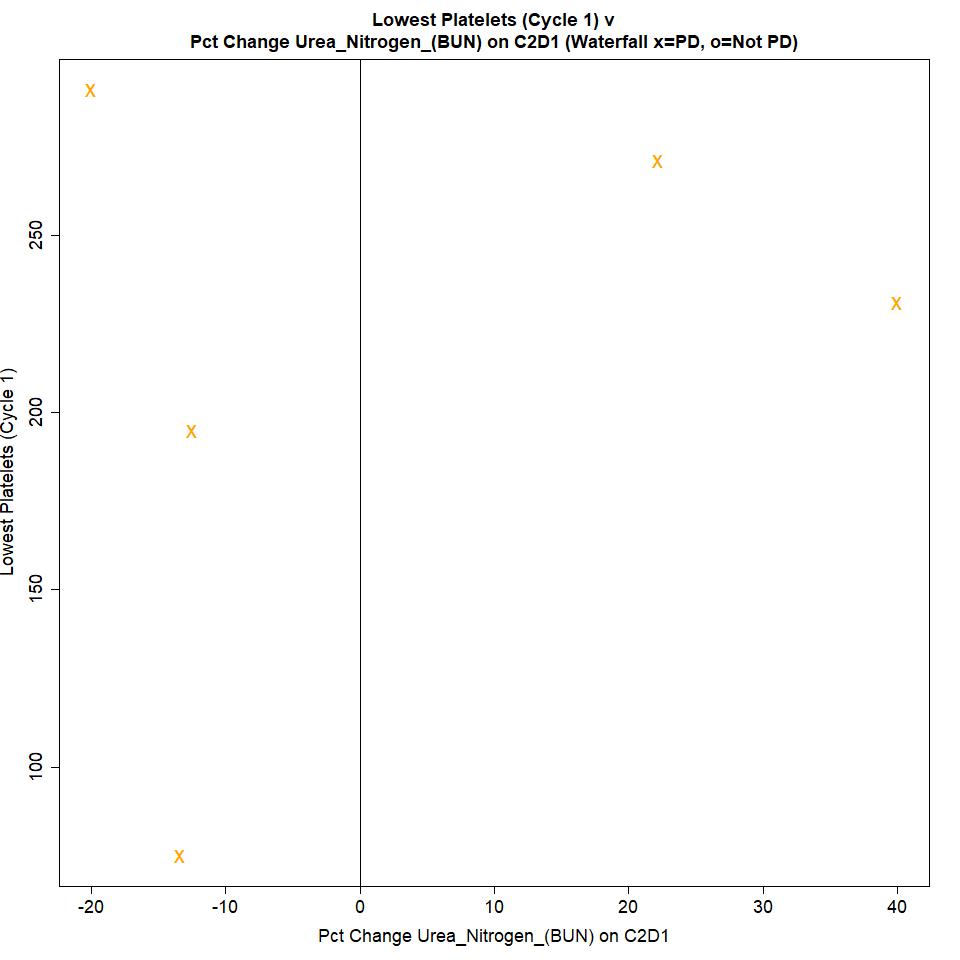 Lowest Platelets (Cycle 1) v
Pct Change Urea_Nitrogen_(BUN) on C2D1 (Waterfall x=PD, o=Not PD)
X
X
X
X
X
Lowest Platelets (Cycle 1)
250
200
150
100
-20 -10 0 10 20 30 40
Pct Change Urea_Nitrogen_(BUN) on C2D1